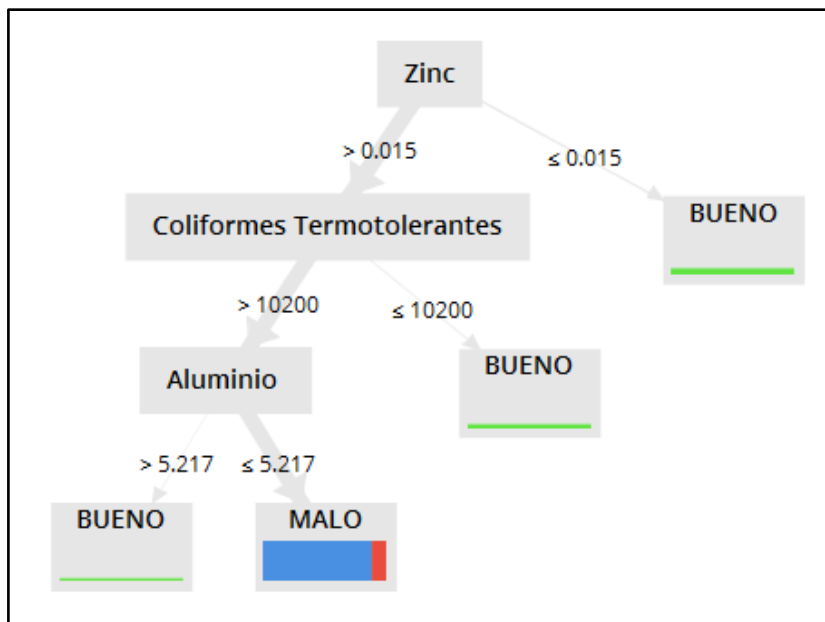 Zinc
> 0.015
≤ 0.015
Coliformes Termotolerantes
BUENO
> 10200
≤ 10200
Aluminio
BUENO
> 5.217
≤ 5.217
BUENO
MALO